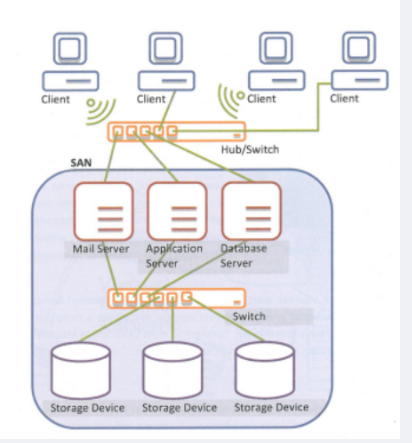 Client Client Client Client
Hub/Switch
SAN
Mail Server Application Server Database Server
Switch
Storage Device Storage Device Storage Device